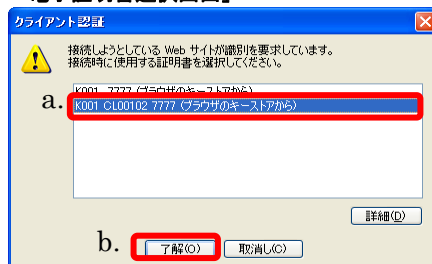 クライアント認証
接続しようとしている Web サイトが識別を要求しています。
接続時に使用する証明書を選択してください。
K001 7777 (ブラウザのキーストアから)
a.
K001 CL00102 7777 (ブラウザのキーストアから)
詳細(D)
b.
了解(O)
取消し(C)